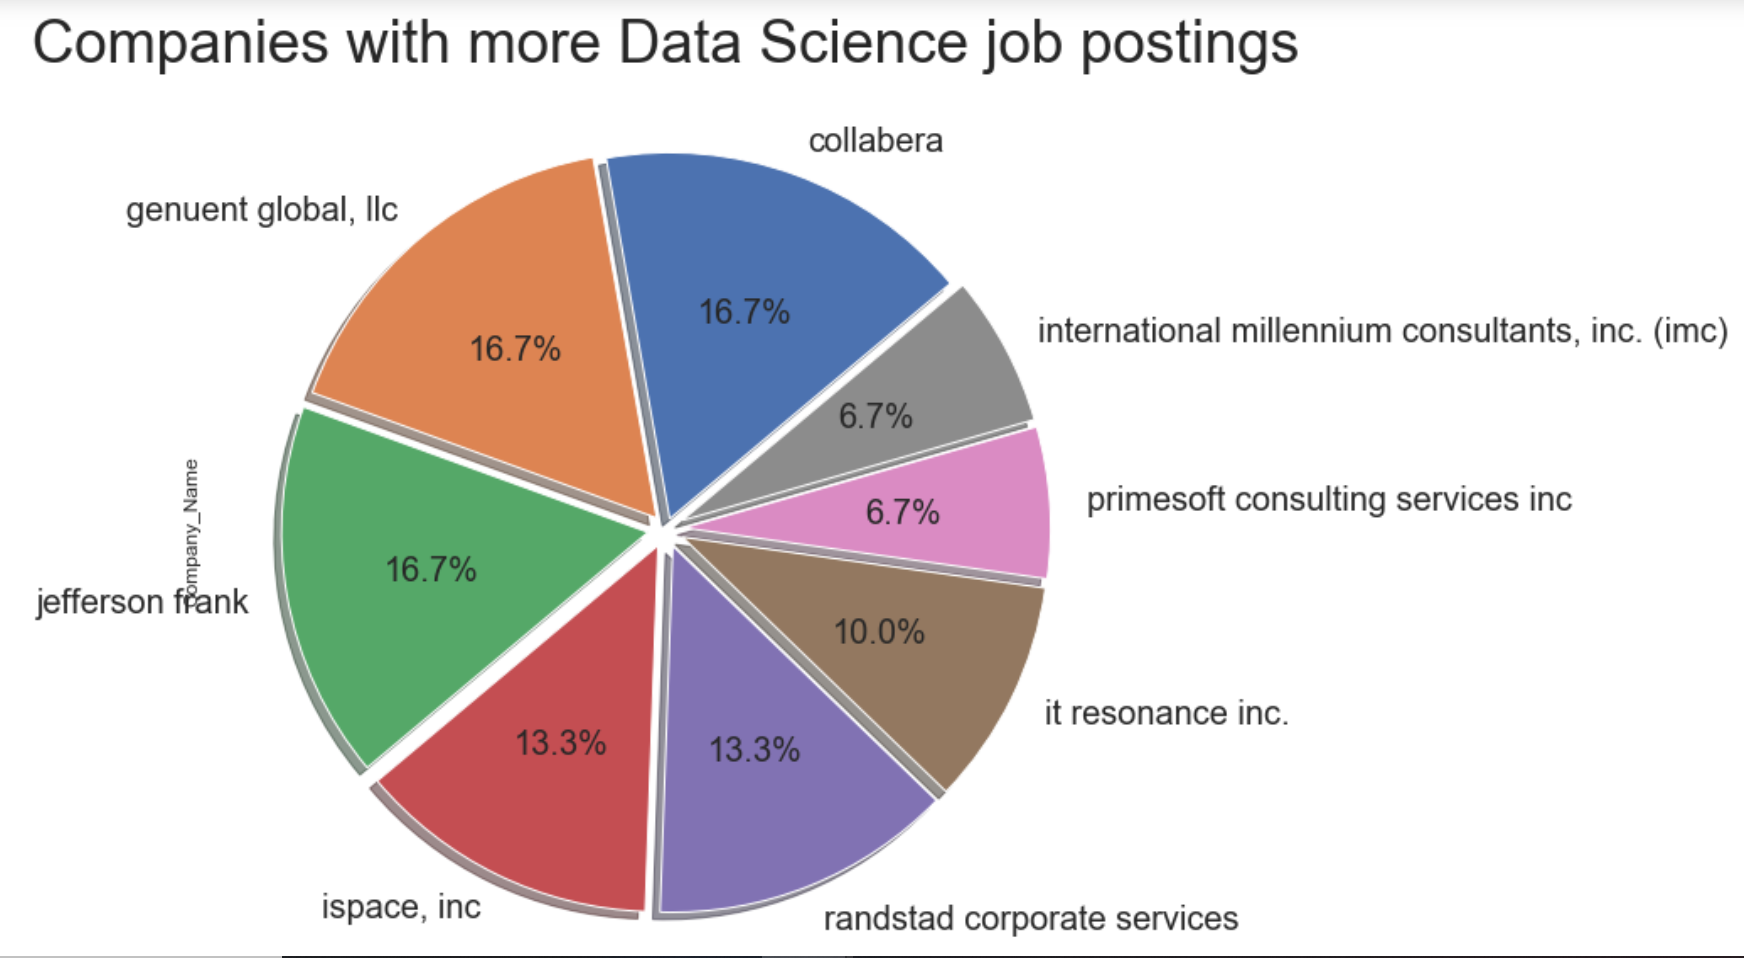 Companies with more Data Science job postings
collabera
genuent global, llc
16.7%
international millennium consultants, inc. (imc)
16.7%
6.7%
primesoft consulting services inc
6.7%
Company_Name
16.7%
jefferson frank
10.0%
it resonance inc.
13.3%
13.3%
ispace, inc
randstad corporate services